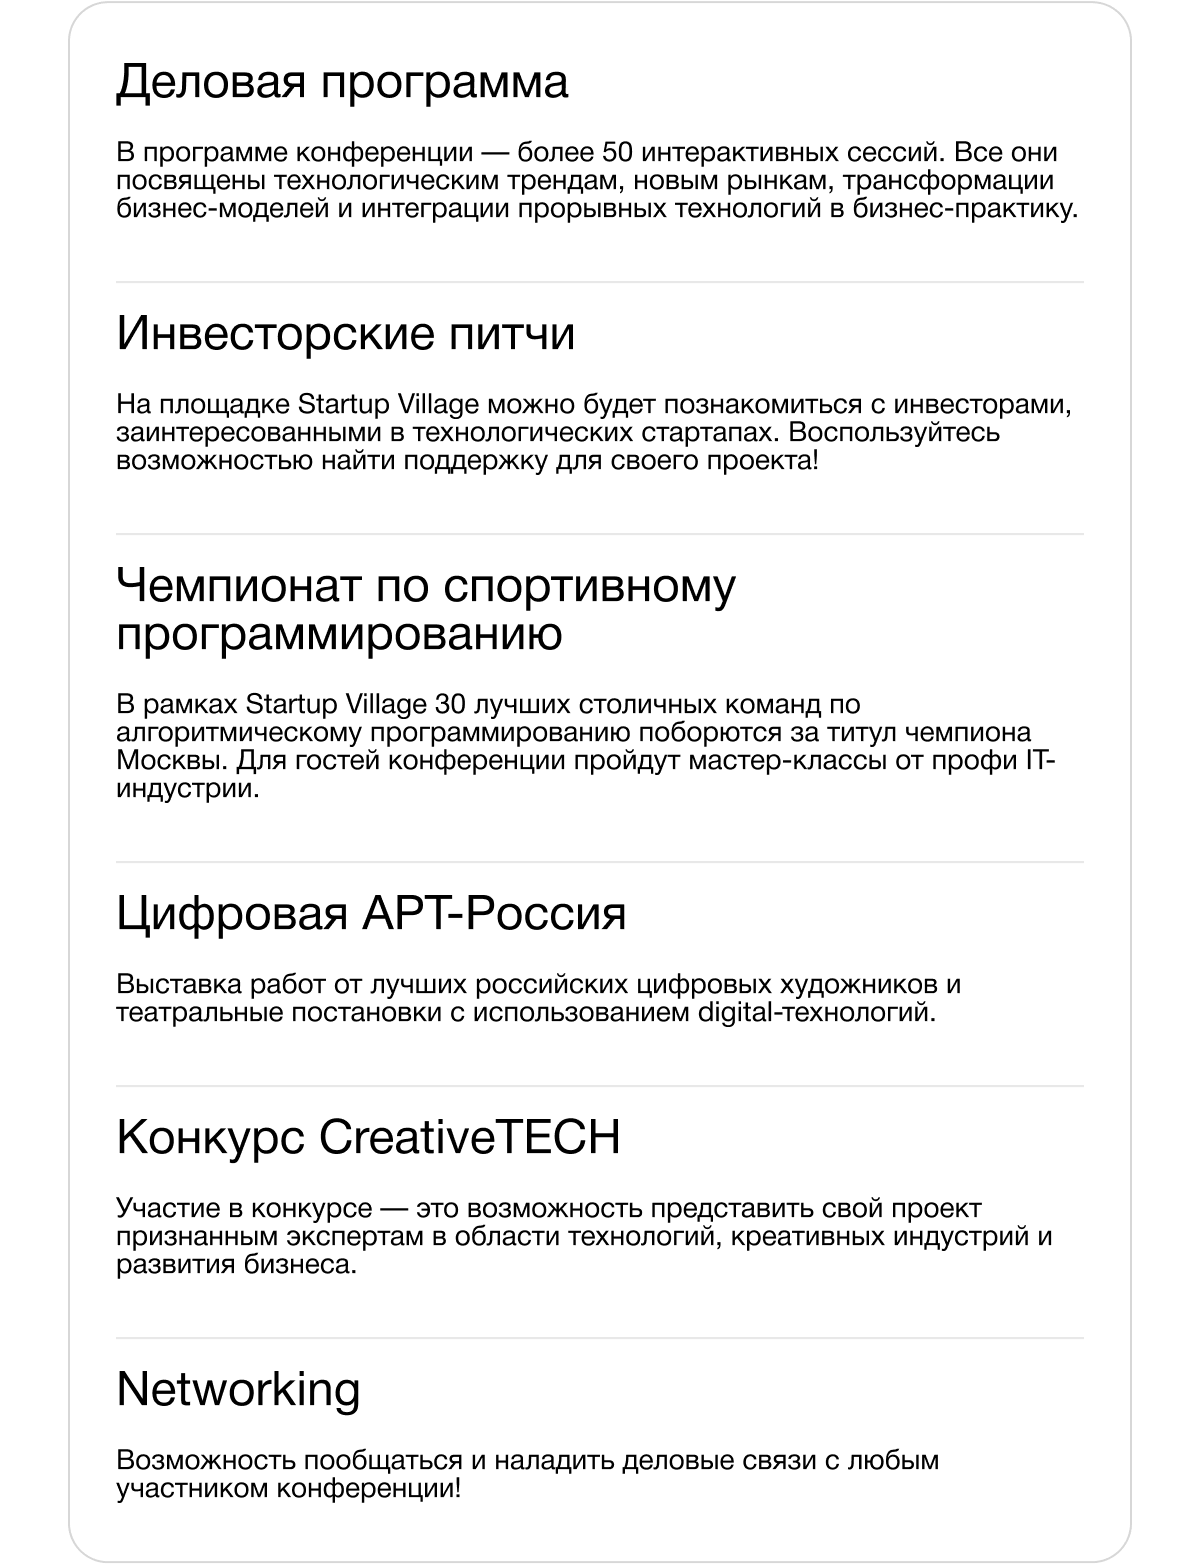 Деловая программа
В программе конференции — более 50 интерактивных сессий. Все они
посвящены технологическим трендам, новым рынкам, трансформации
бизнес-моделей и интеграции прорывных технологий в бизнес-практику.
Инвесторские питчи
На площадке Startup Village можно будет познакомиться с инвесторами,
заинтересованными в технологических стартапах. Воспользуйтесь
возможностью найти поддержку для своего проекта!
Чемпионат по спортивному
программированию
В рамках Startup Village 30 лучших столичных команд по
алгоритмическому программированию поборются за титул чемпиона
Москвы. Для гостей конференции пройдут мастер-классы от профи IT-
индустрии.
Цифровая АРТ-Россия
Выставка работ от лучших российских цифровых художников и
театральные постановки с использованием digital-технологий.
Конкурс CreativeTECH
Участие в конкурсе — это возможность представить свой проект
признанным экспертам в области технологий, креативных индустрий и
развития бизнеса.
Networking
Возможность пообщаться и наладить деловые связи с любым
участником конференции!